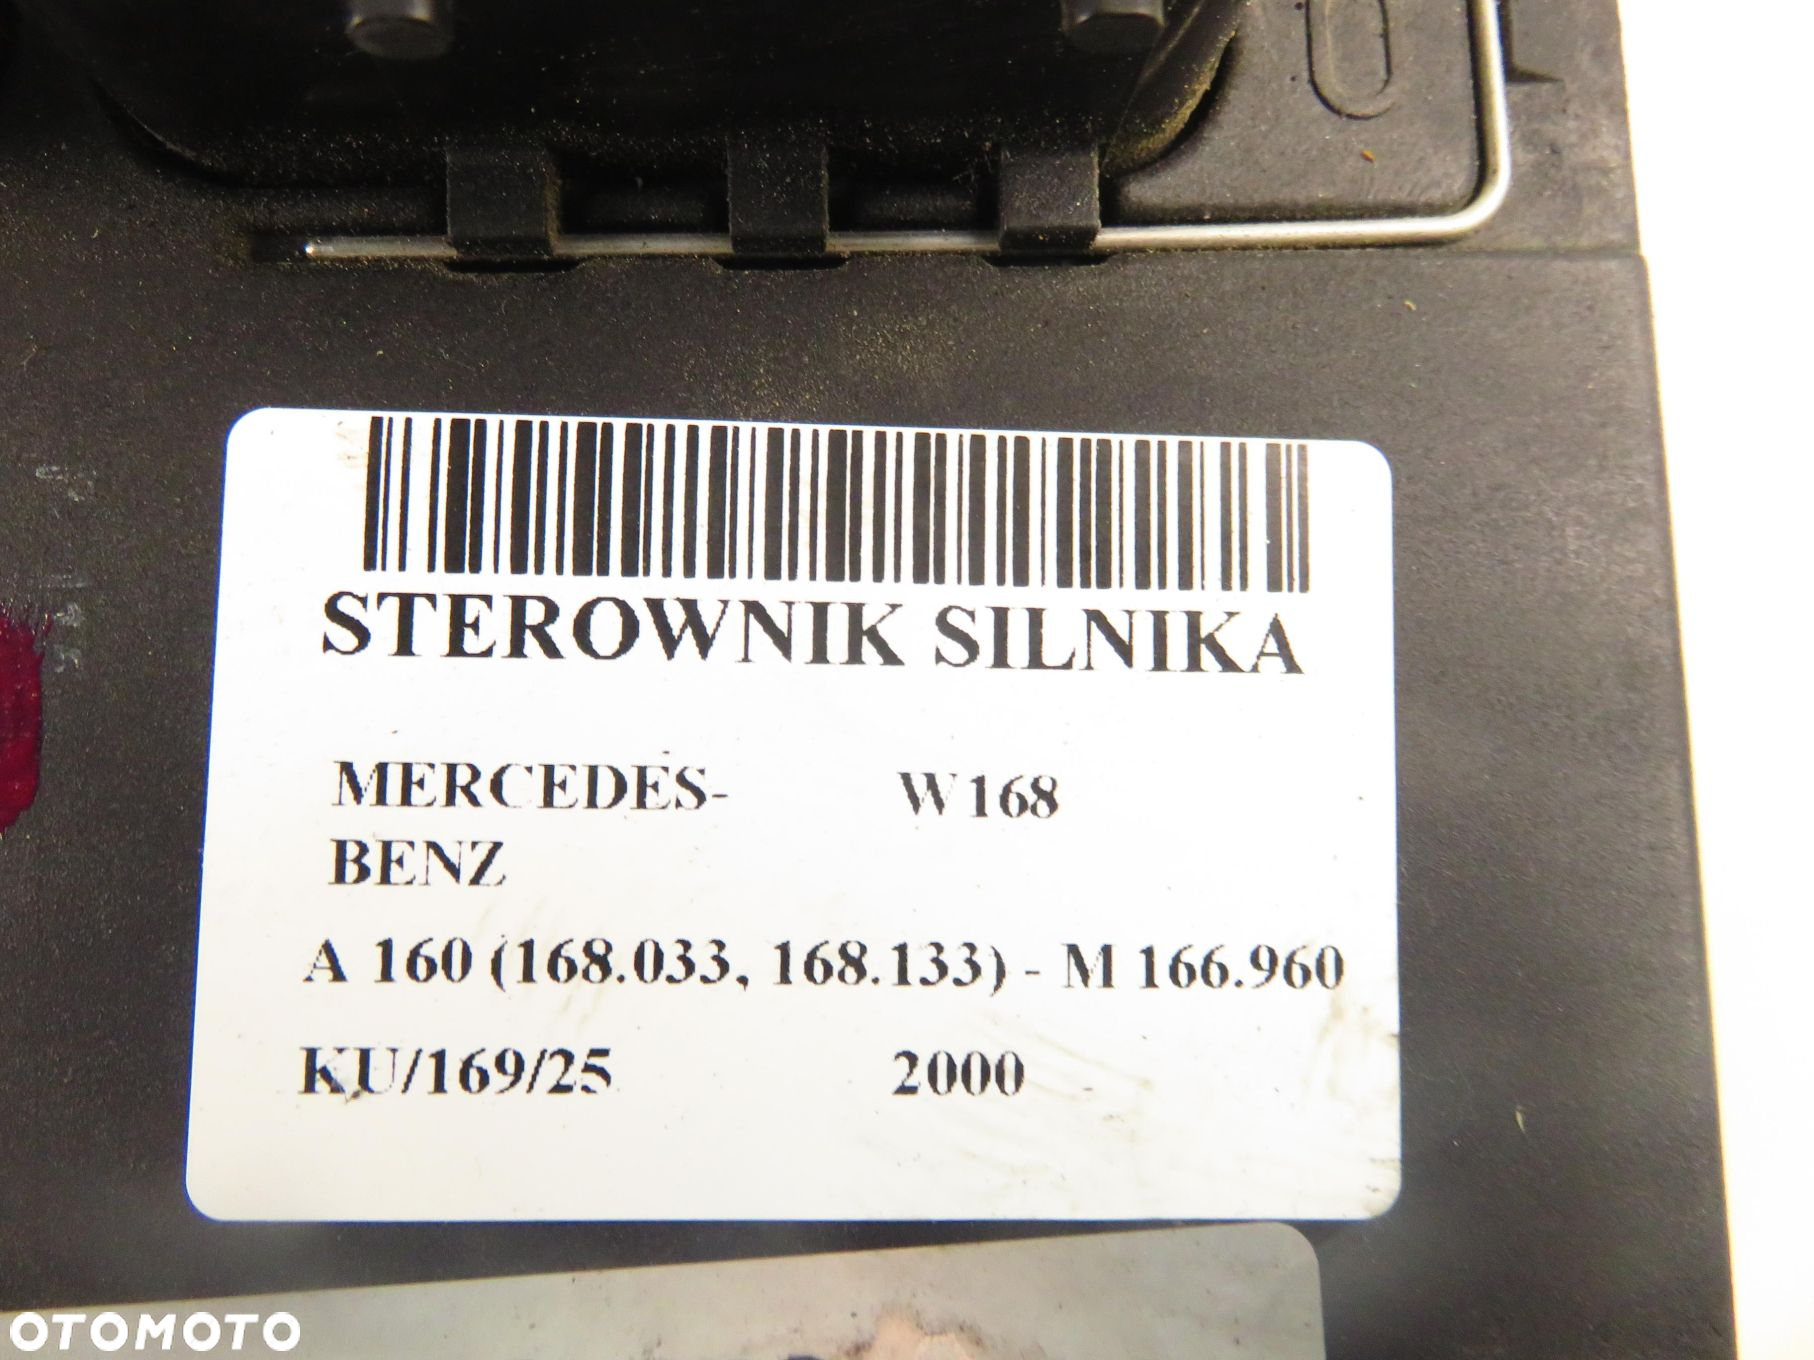 STEROWNIK SILNIKA
MERCEDES- W168
BENZ
A 160 (168.033, 168.133) - M 166.960
KU/169/25 2000
OTOMOTO